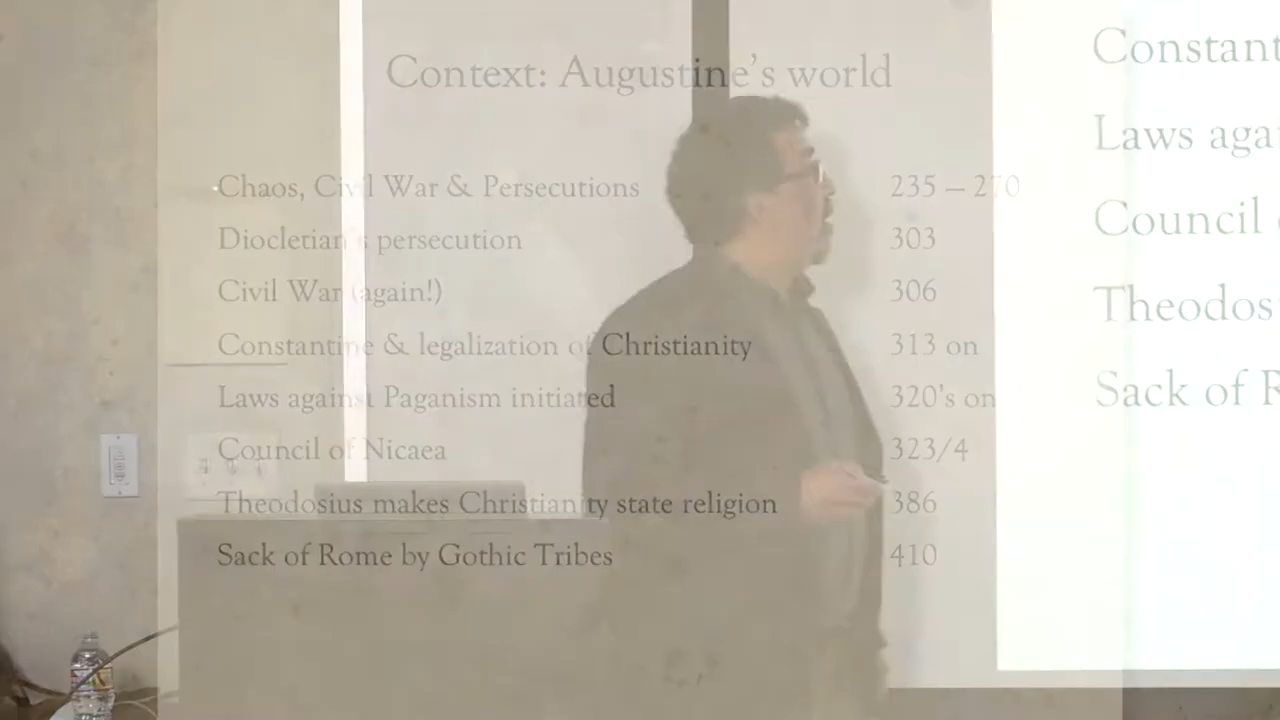 Context: Augustine's world
Chaos, Civil War & Persecutions 235 – 270
Diocletian's persecution 303
Civil War (again!) 306
Constantine & legalization of Christianity 313 on
Laws against Paganism initiated 320's on
Council of Nicaea 323/4
Theodosius makes Christianity state religion 386
Sack of Rome by Gothic Tribes 410
Constant
Laws agai
Council
Theodos
Sack of R